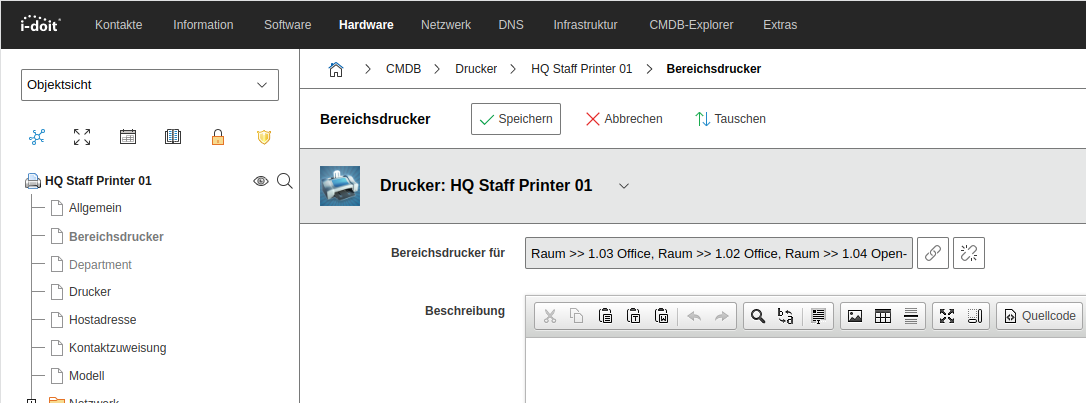 i-doit Kontakte Information Software Hardware Netzwerk DNS Infrastruktur CMDB-Explorer Extras
Objektsicht
CMDB Drucker HQ Staff Printer 01 Bereichsdrucker
Bereichsdrucker Speichern Abbrechen Tauschen
HQ Staff Printer 01
Allgemein
Bereichsdrucker
Department
Drucker
Hostadresse
Kontaktzuweisung
Modell
Netzwerk
Drucker: HQ Staff Printer 01
Bereichsdrucker für Raum >> 1.03 Office, Raum >> 1.02 Office, Raum >> 1.04 Open-
Beschreibung
Quellcode